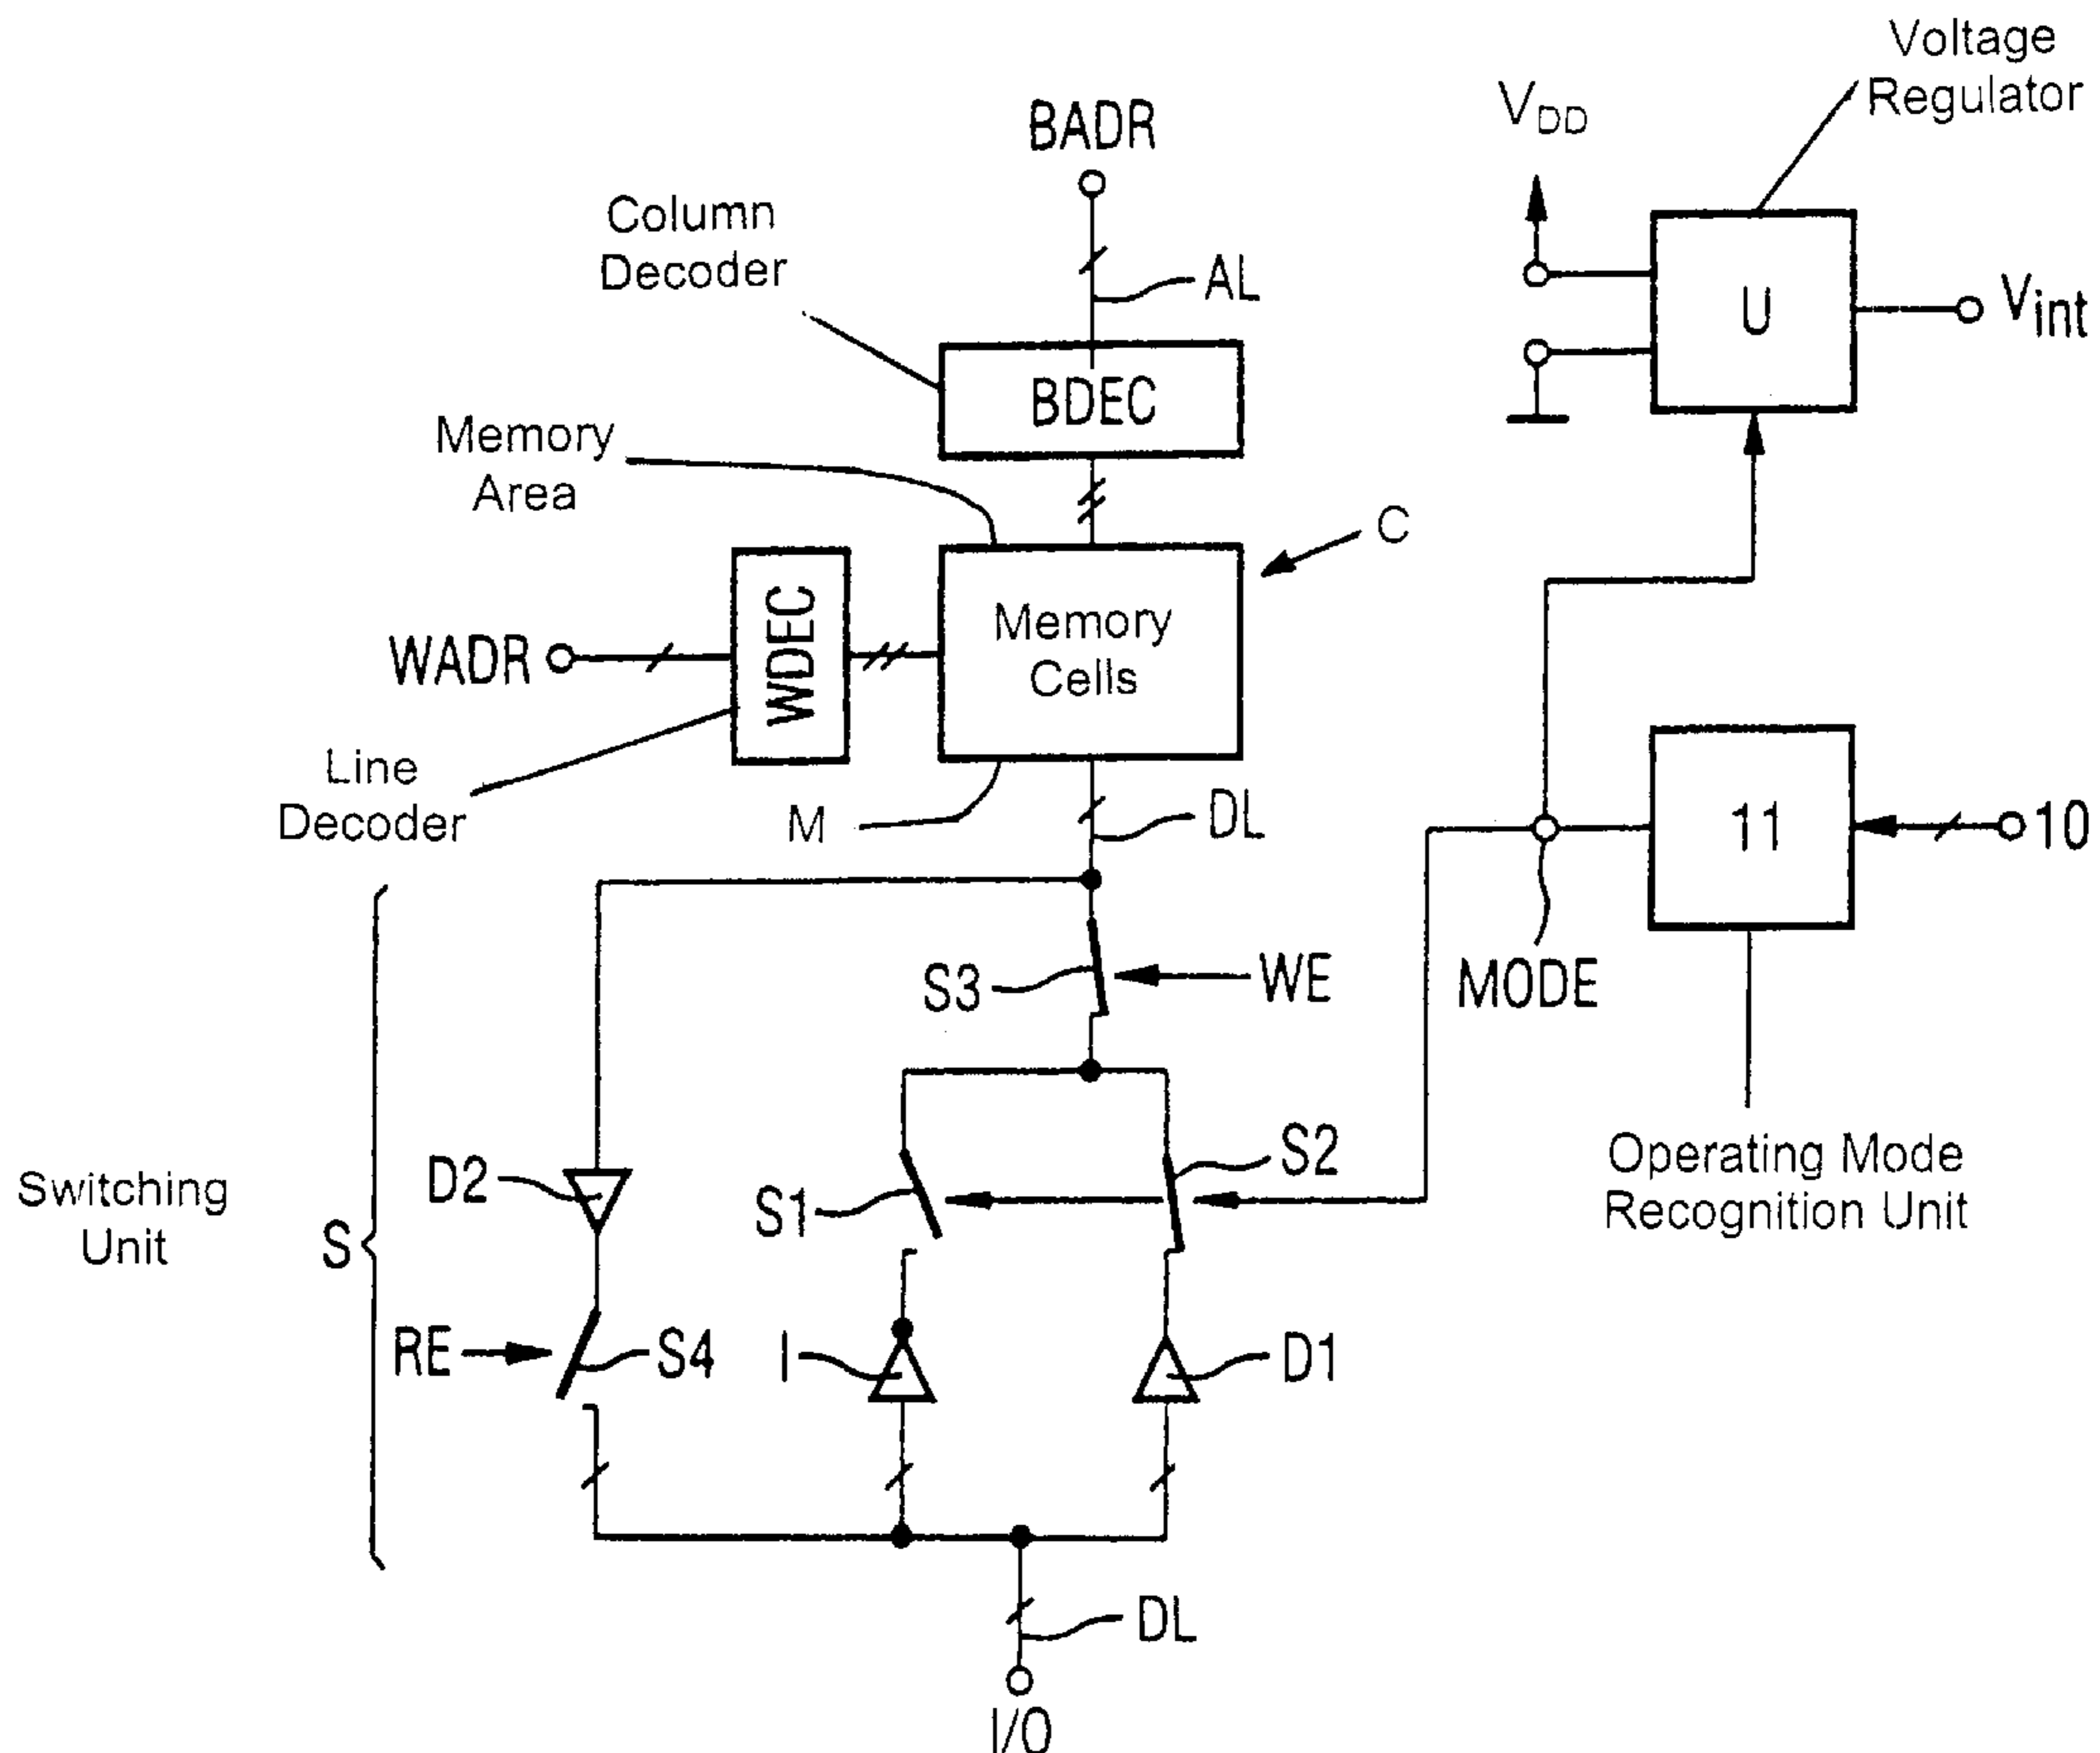 Voltage
Regulator
VDD
BADR
Column
Decoder
AL
U
Vint
BDEC
Memory
Area
C
WDEC
Memory
Cells
WADR
Line
Decoder
M
DL
11
10
S3
WE
MODE
Switching
Unit
S
D2
S1
S2
Operating Mode
Recognition Unit
RE
S4
I
D1
DL
I/O